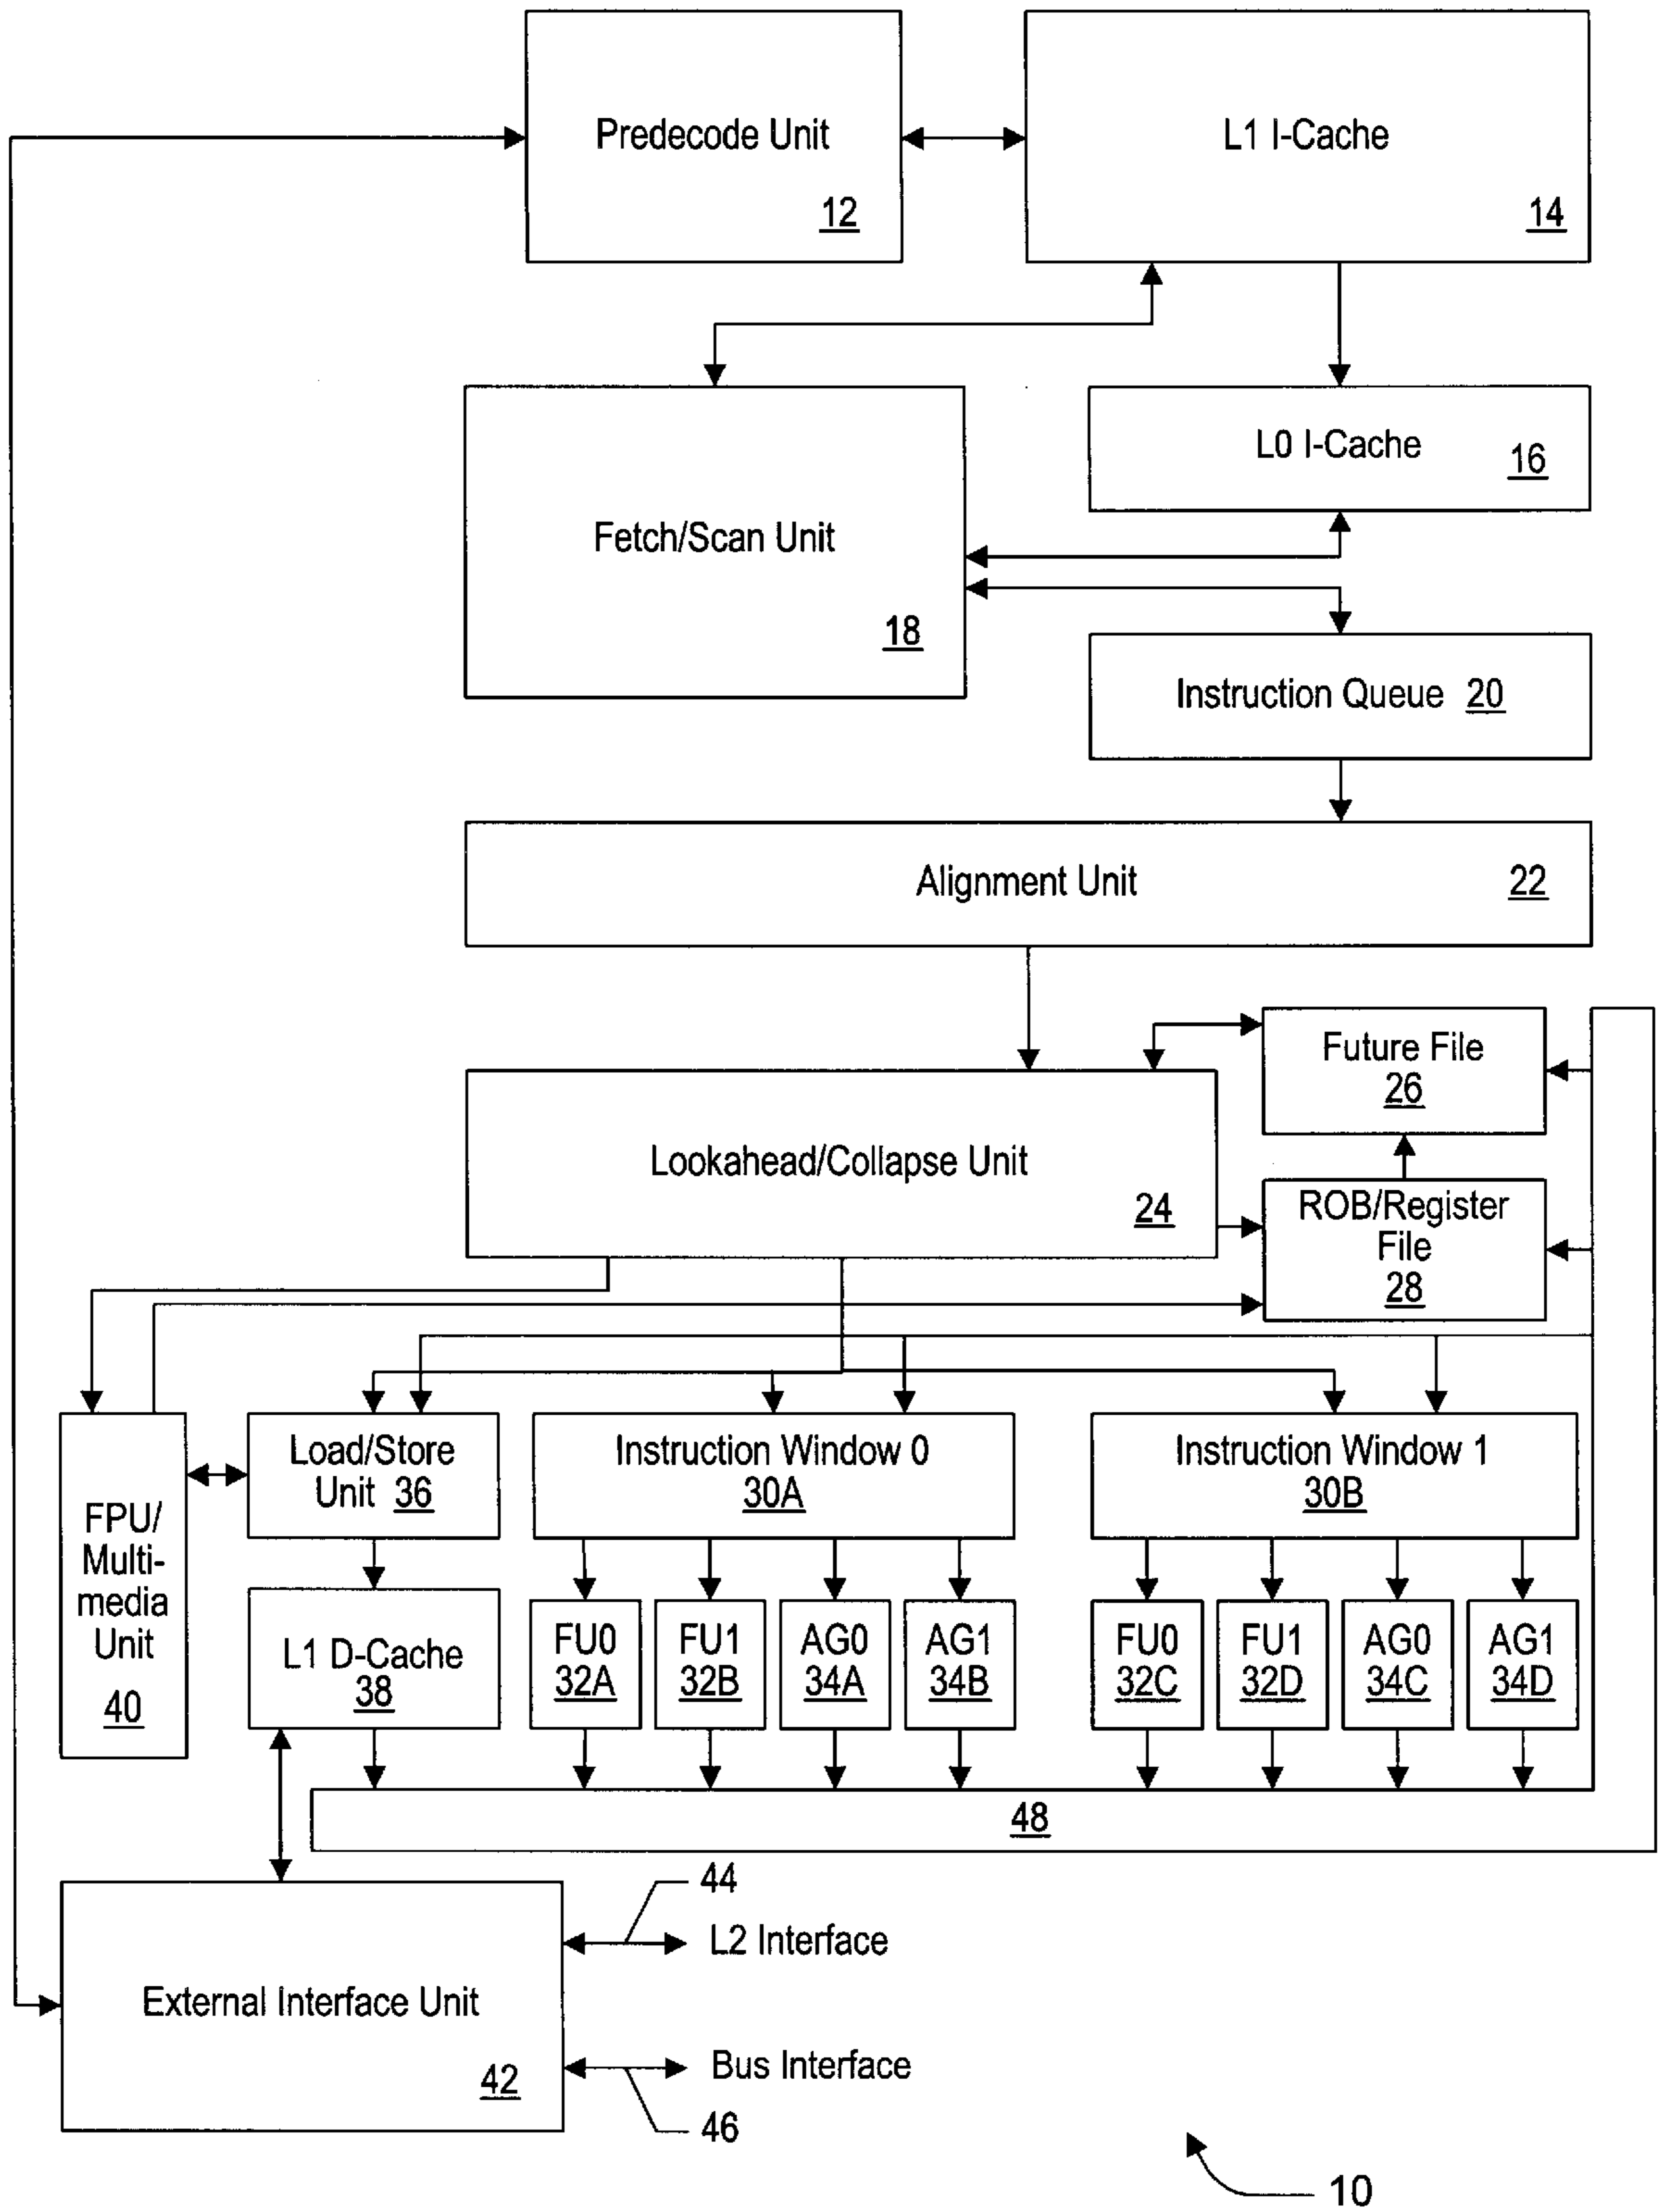 Predecode Unit
12
L1 I-Cache
14
L0 I-Cache
16
Fetch/Scan Unit
18
Instruction Queue 20
Alignment Unit
22
Future File
26
Lookahead/Collapse Unit
24
ROB/Register
File
28
FPU/
Multi-
media
Unit
40
Load/Store
Unit 36
Instruction Window 0
30A
Instruction Window 1
30B
L1 D-Cache
38
FU0
32A
FU1
32B
AG0
34A
AG1
34B
FU0
32C
FU1
32D
AG0
34C
AG1
34D
48
44
L2 Interface
External Interface Unit
42
Bus Interface
46
10